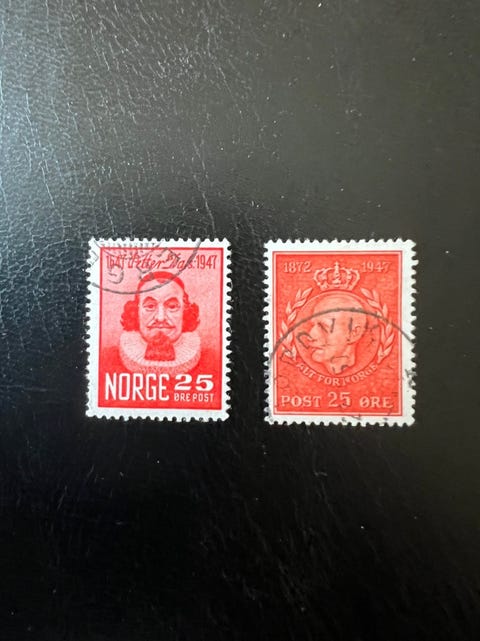 1647 Petter Dass. 1947
NORGE 25
ØRE POST
1872 1947
ALT FOR NORGE
POST 25 ØRE